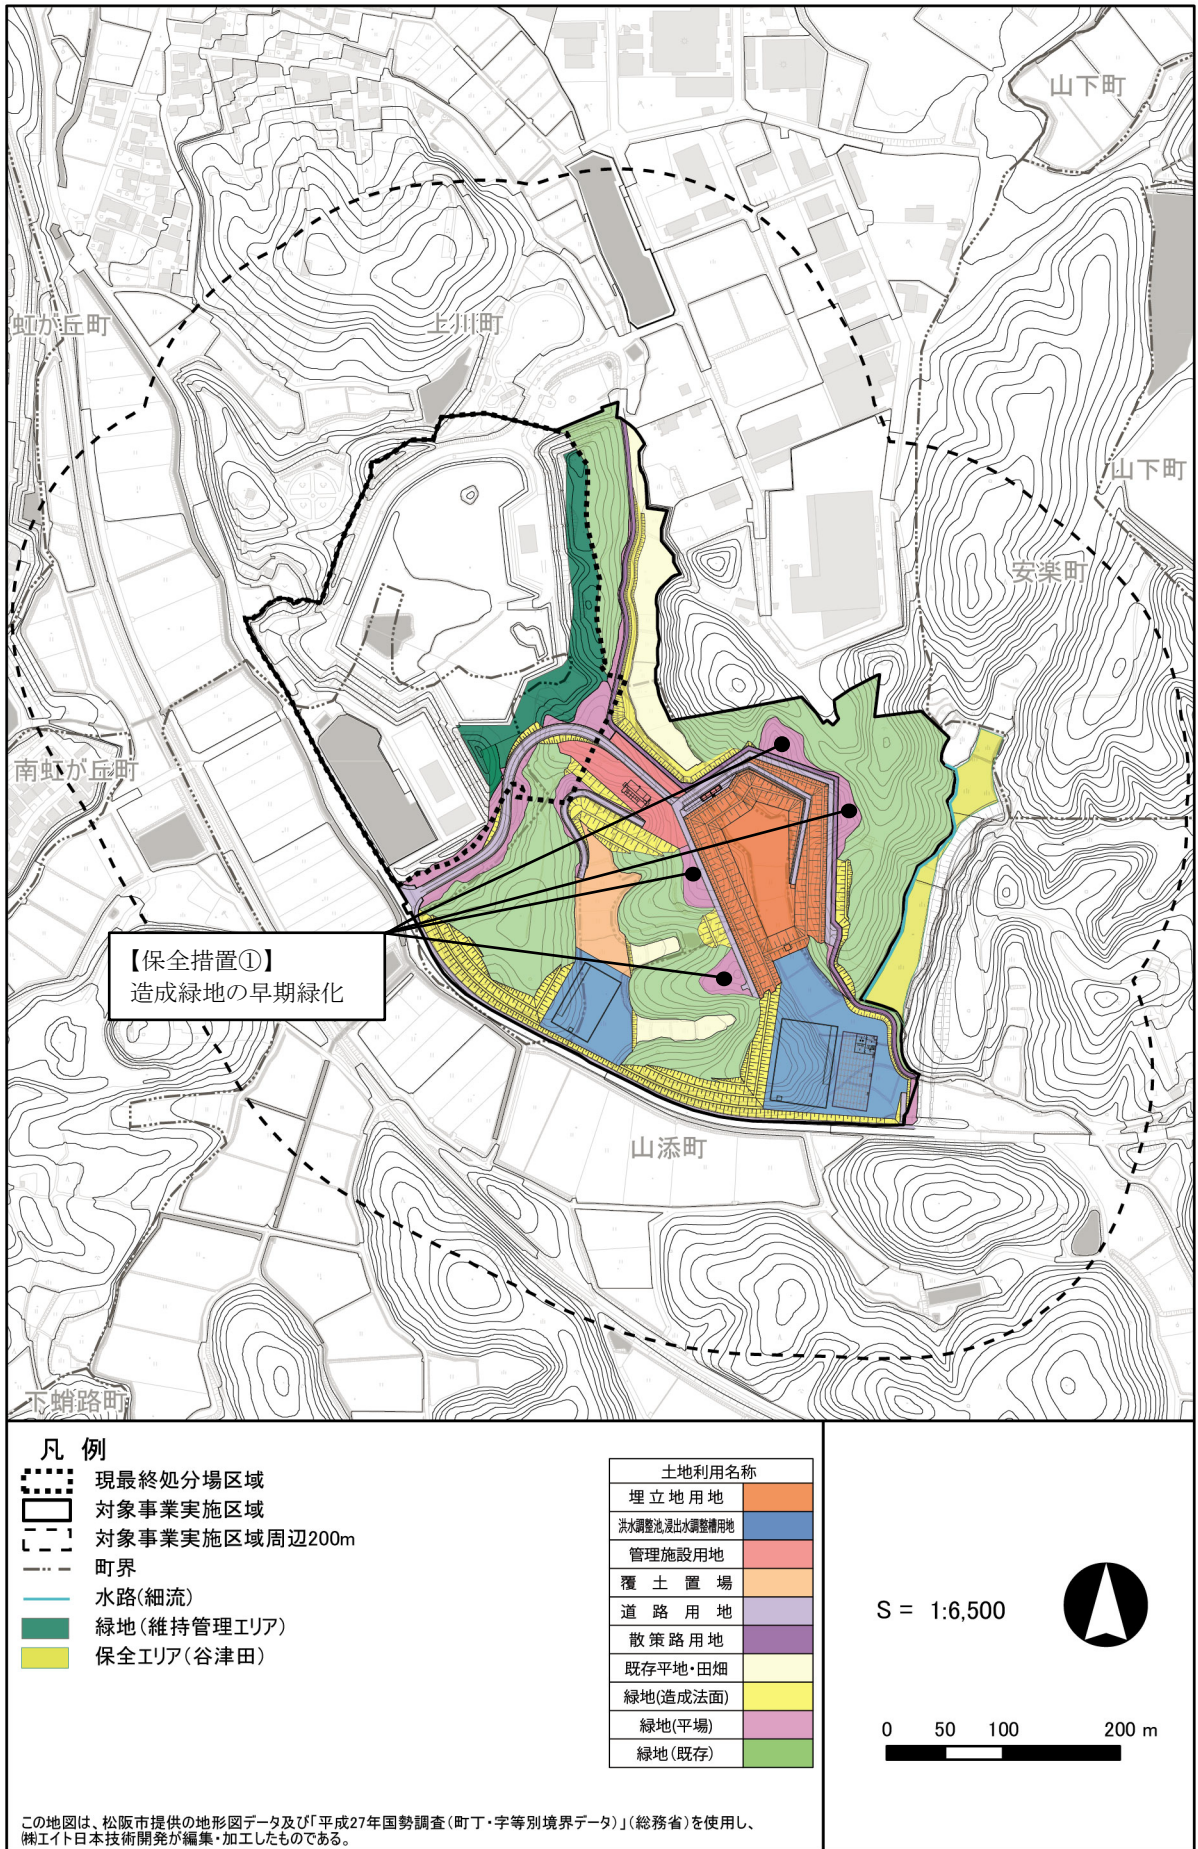 山下町
虹が丘町
上川町
山下町
安楽町
南虹が丘町
【保全措置①】
造成緑地の早期緑化
山添町
下蛸路町
凡 例
現最終処分場区域
対象事業実施区域
対象事業実施区域周辺200m
町界
水路(細流)
緑地(維持管理エリア)
保全エリア(谷津田)
土地利用名称
埋立地用地
洪水調整池,浸出水調整槽用地
管理施設用地
覆土置場
道路用地
散策路用地
既存平地・田畑
緑地(造成法面)
緑地(平場)
緑地(既存)
S = 1:6,500
0 50 100 200 m
この地図は、松阪市提供の地形図データ及び「平成27年国勢調査(町丁・字等別境界データ)」(総務省)を使用し、
㈱エイト日本技術開発が編集・加工したものである。